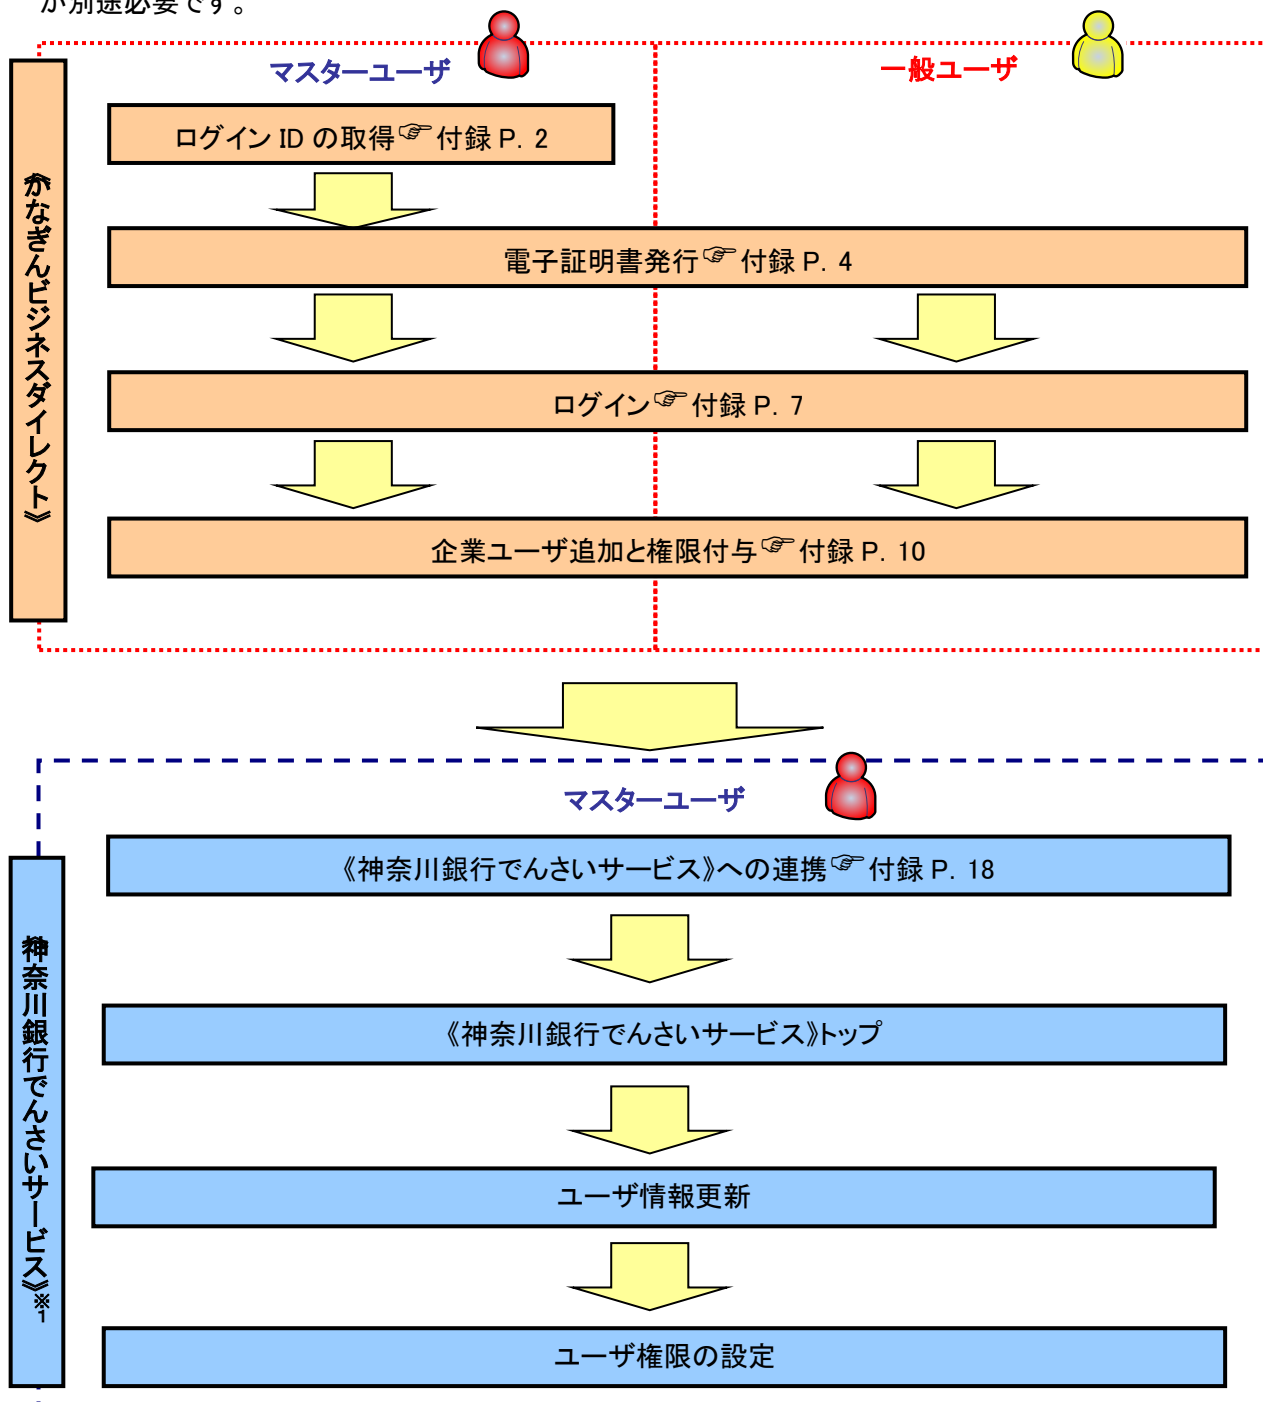 が別途必要です。
マスターユーザ
一般ユーザ
《かなぎんビジネスダイレクト》
ログイン ID の取得☞付録 P. 2
電子証明書発行☞付録 P. 4
ログイン☞付録 P. 7
企業ユーザ追加と権限付与☞付録 P. 10
マスターユーザ
《神奈川銀行でんさいサービス》※1
《神奈川銀行でんさいサービス》への連携☞付録 P. 18
《神奈川銀行でんさいサービス》トップ
ユーザ情報更新
ユーザ権限の設定